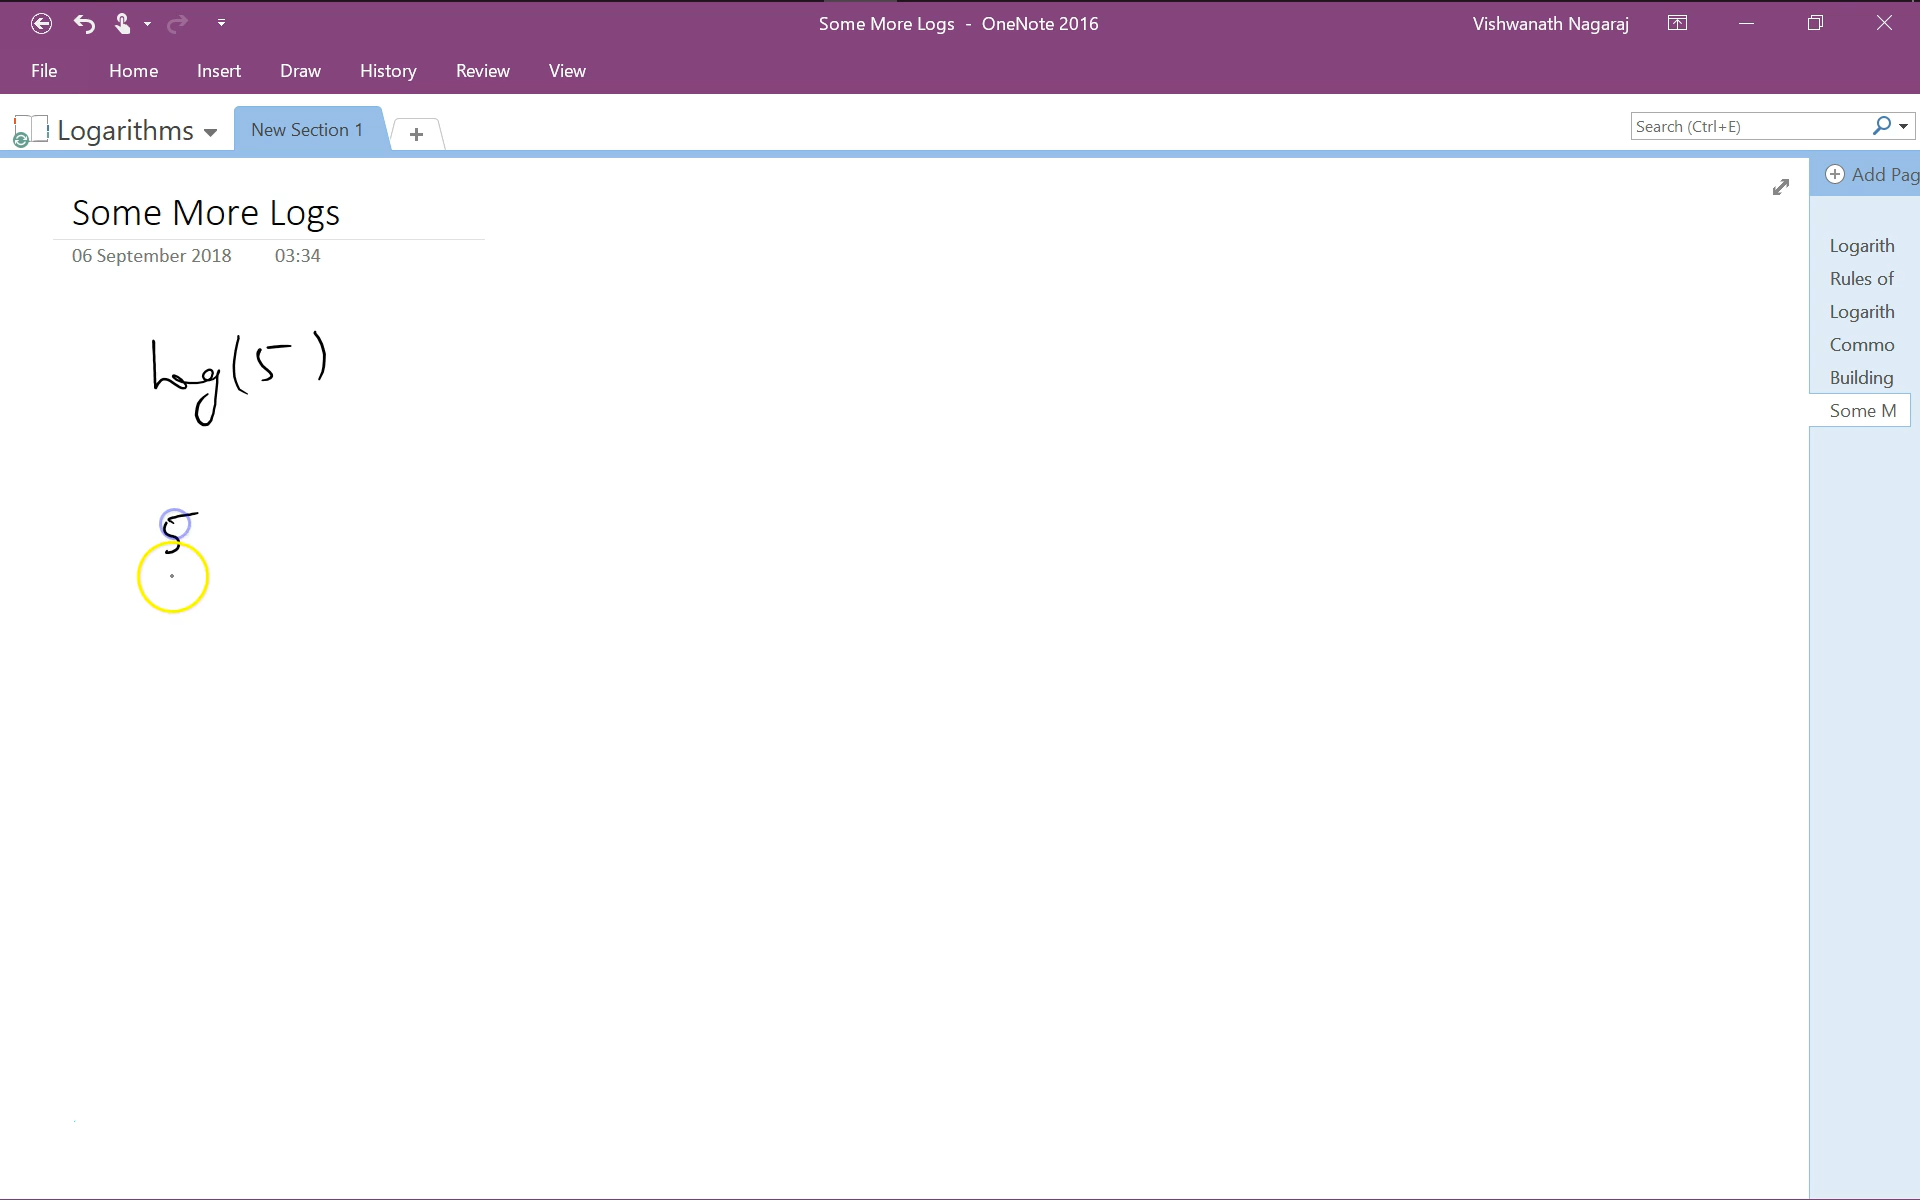 Some More Logs - OneNote 2016
Vishwanath Nagaraj
File Home Insert Draw History Review View
Logarithms
New Section 1
+
Search (Ctrl+E)
Add Pag
Some More Logs
06 September 2018 03:34
log(5)
5
Logarith
Rules of
Logarith
Commo
Building
Some M